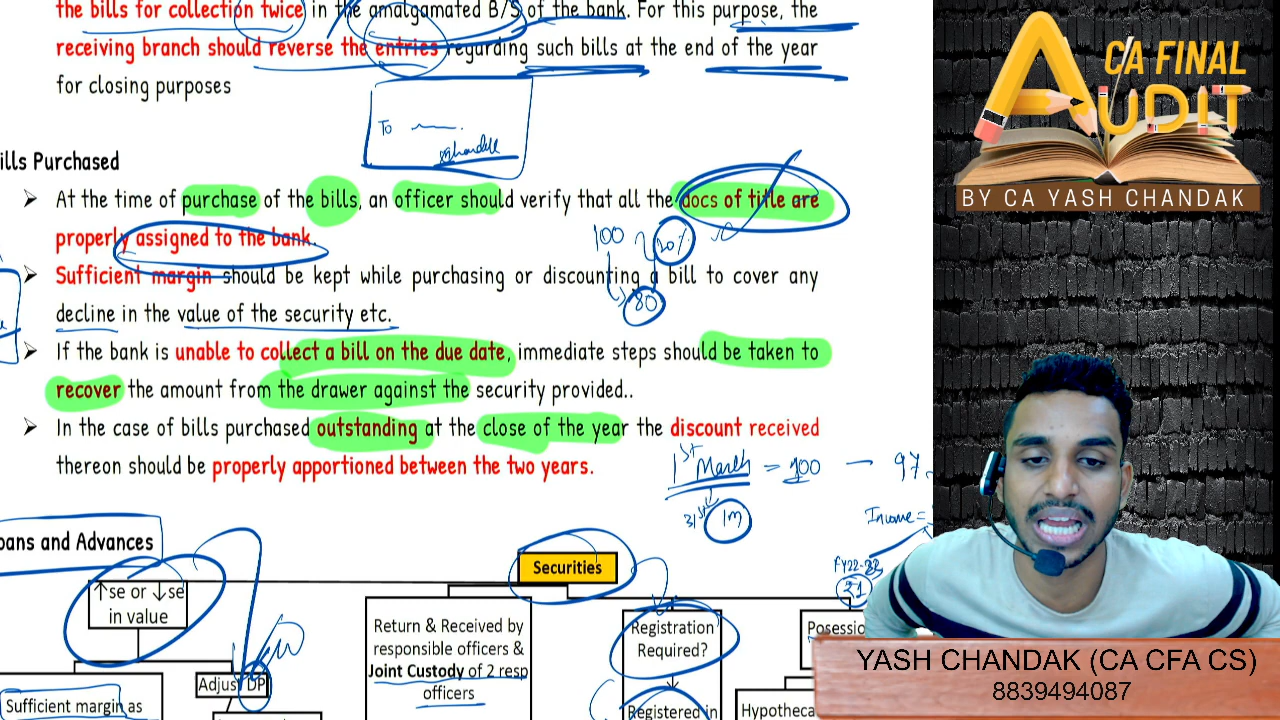 the bills for collection twice in the amalgamated B/S of the bank. For this purpose, the
receiving branch should reverse the entries regarding such bills at the end of the year
for closing purposes
To
ills Purchased
➢ At the time of purchase of the bills, an officer should verify that all the docs of title are
properly assigned to the bank.
100 20%
➢ Sufficient margin should be kept while purchasing or discounting a bill to cover any
80
decline in the value of the security etc.
➢ If the bank is unable to collect a bill on the due date, immediate steps should be taken to
recover the amount from the drawer against the security provided..
➢ In the case of bills purchased outstanding at the close of the year the discount received
thereon should be properly apportioned between the two years.
1st March = 100 — 97
31st 1m
Income =
FY22-23
₹1
oans and Advances
Securities
↑se or ↓se
in value
Return & Received by
responsible officers &
Joint Custody of 2 resp
officers
Registration
Required?
Posessio
Adjust DP
Sufficient margin as
Registered in
Hypotheca
CA FINAL
AUDIT
BY CA YASH CHANDAK
YASH CHANDAK (CA CFA CS)
8839494087